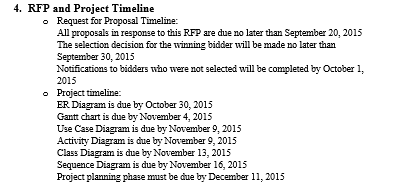 4. RFP and Project Timeline
o Request for Proposal Timeline:
All proposals in response to this RFP are due no later than September 20, 2015
The selection decision for the winning bidder will be made no later than
September 30, 2015
Notifications to bidders who were not selected will be completed by October 1,
2015
o Project timeline:
ER Diagram is due by October 30, 2015
Gantt chart is due by November 4, 2015
Use Case Diagram is due by November 9, 2015
Activity Diagram is due by November 9, 2015
Class Diagram is due by November 13, 2015
Sequence Diagram is due by November 16, 2015
Project planning phase must be due by December 11, 2015